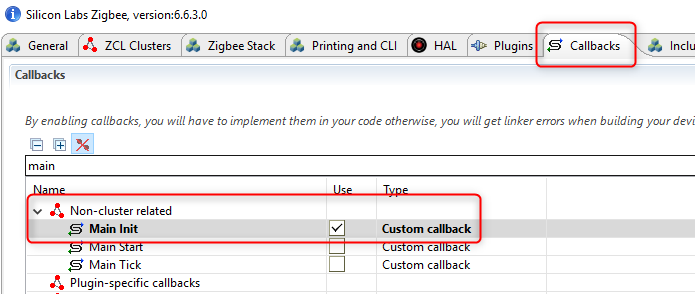 Silicon Labs Zigbee, version:6.6.3.0
General ZCL Clusters Zigbee Stack Printing and CLI HAL Plugins Callbacks
Callbacks
By enabling callbacks, you will have to implement them in your code otherwise, you will get linker errors when building your
main
Name Use Type
Non-cluster related
Main Init Custom callback
Main Start Custom callback
Main Tick Custom callback
Plugin-specific callbacks